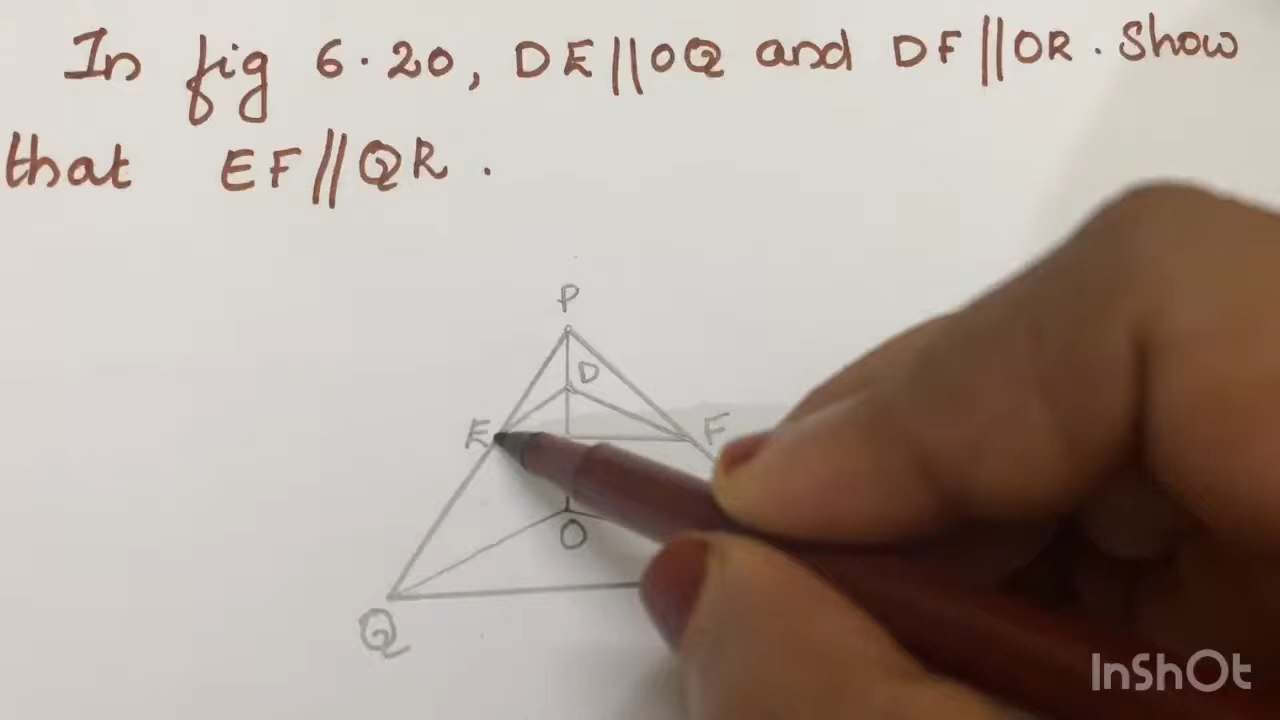 In fig 6.20, DE||OQ and DF||OR. Show
that EF||QR.
P
D
E
F
O
Q
InShOt